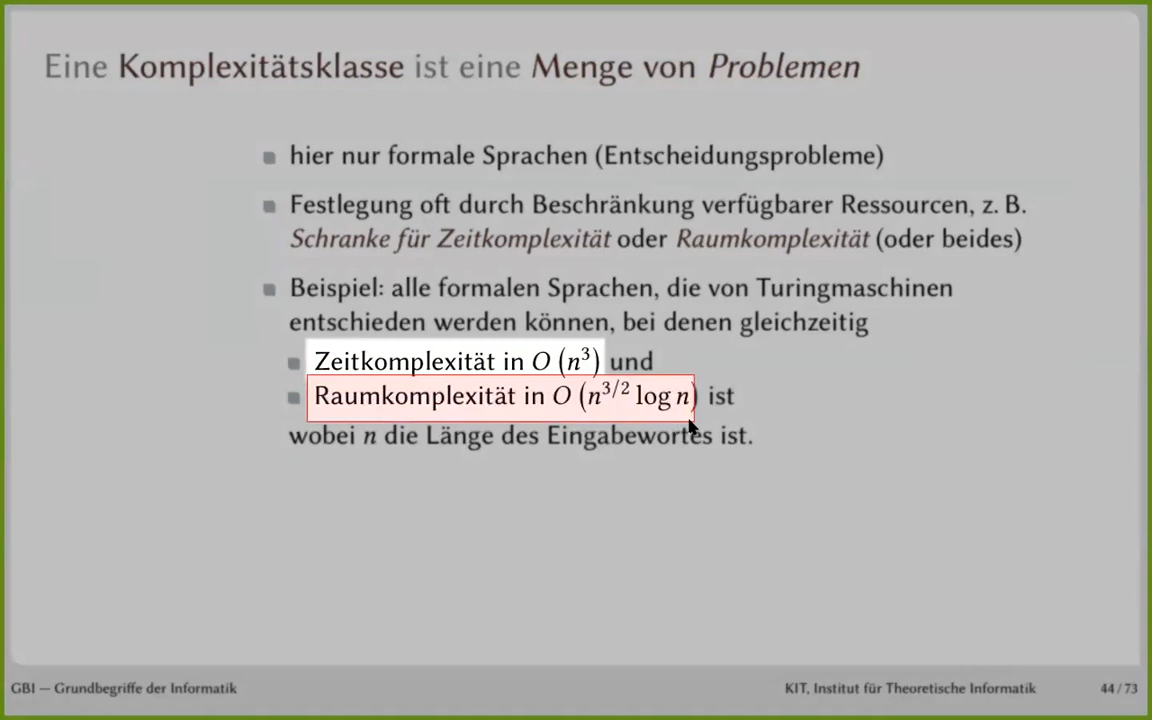 Eine Komplexitätsklasse ist eine Menge von Problemen
hier nur formale Sprachen (Entscheidungsprobleme)
Festlegung oft durch Beschränkung verfügbarer Ressourcen, z. B.
Schranke für Zeitkomplexität oder Raumkomplexität (oder beides)
Beispiel: alle formalen Sprachen, die von Turingmaschinen
entschieden werden können, bei denen gleichzeitig
Zeitkomplexität in O (n³) und
Raumkomplexität in O (n^{3/2} log n) ist
wobei n die Länge des Eingabewortes ist.
GBI — Grundbegriffe der Informatik KIT, Institut für Theoretische Informatik 44 / 73